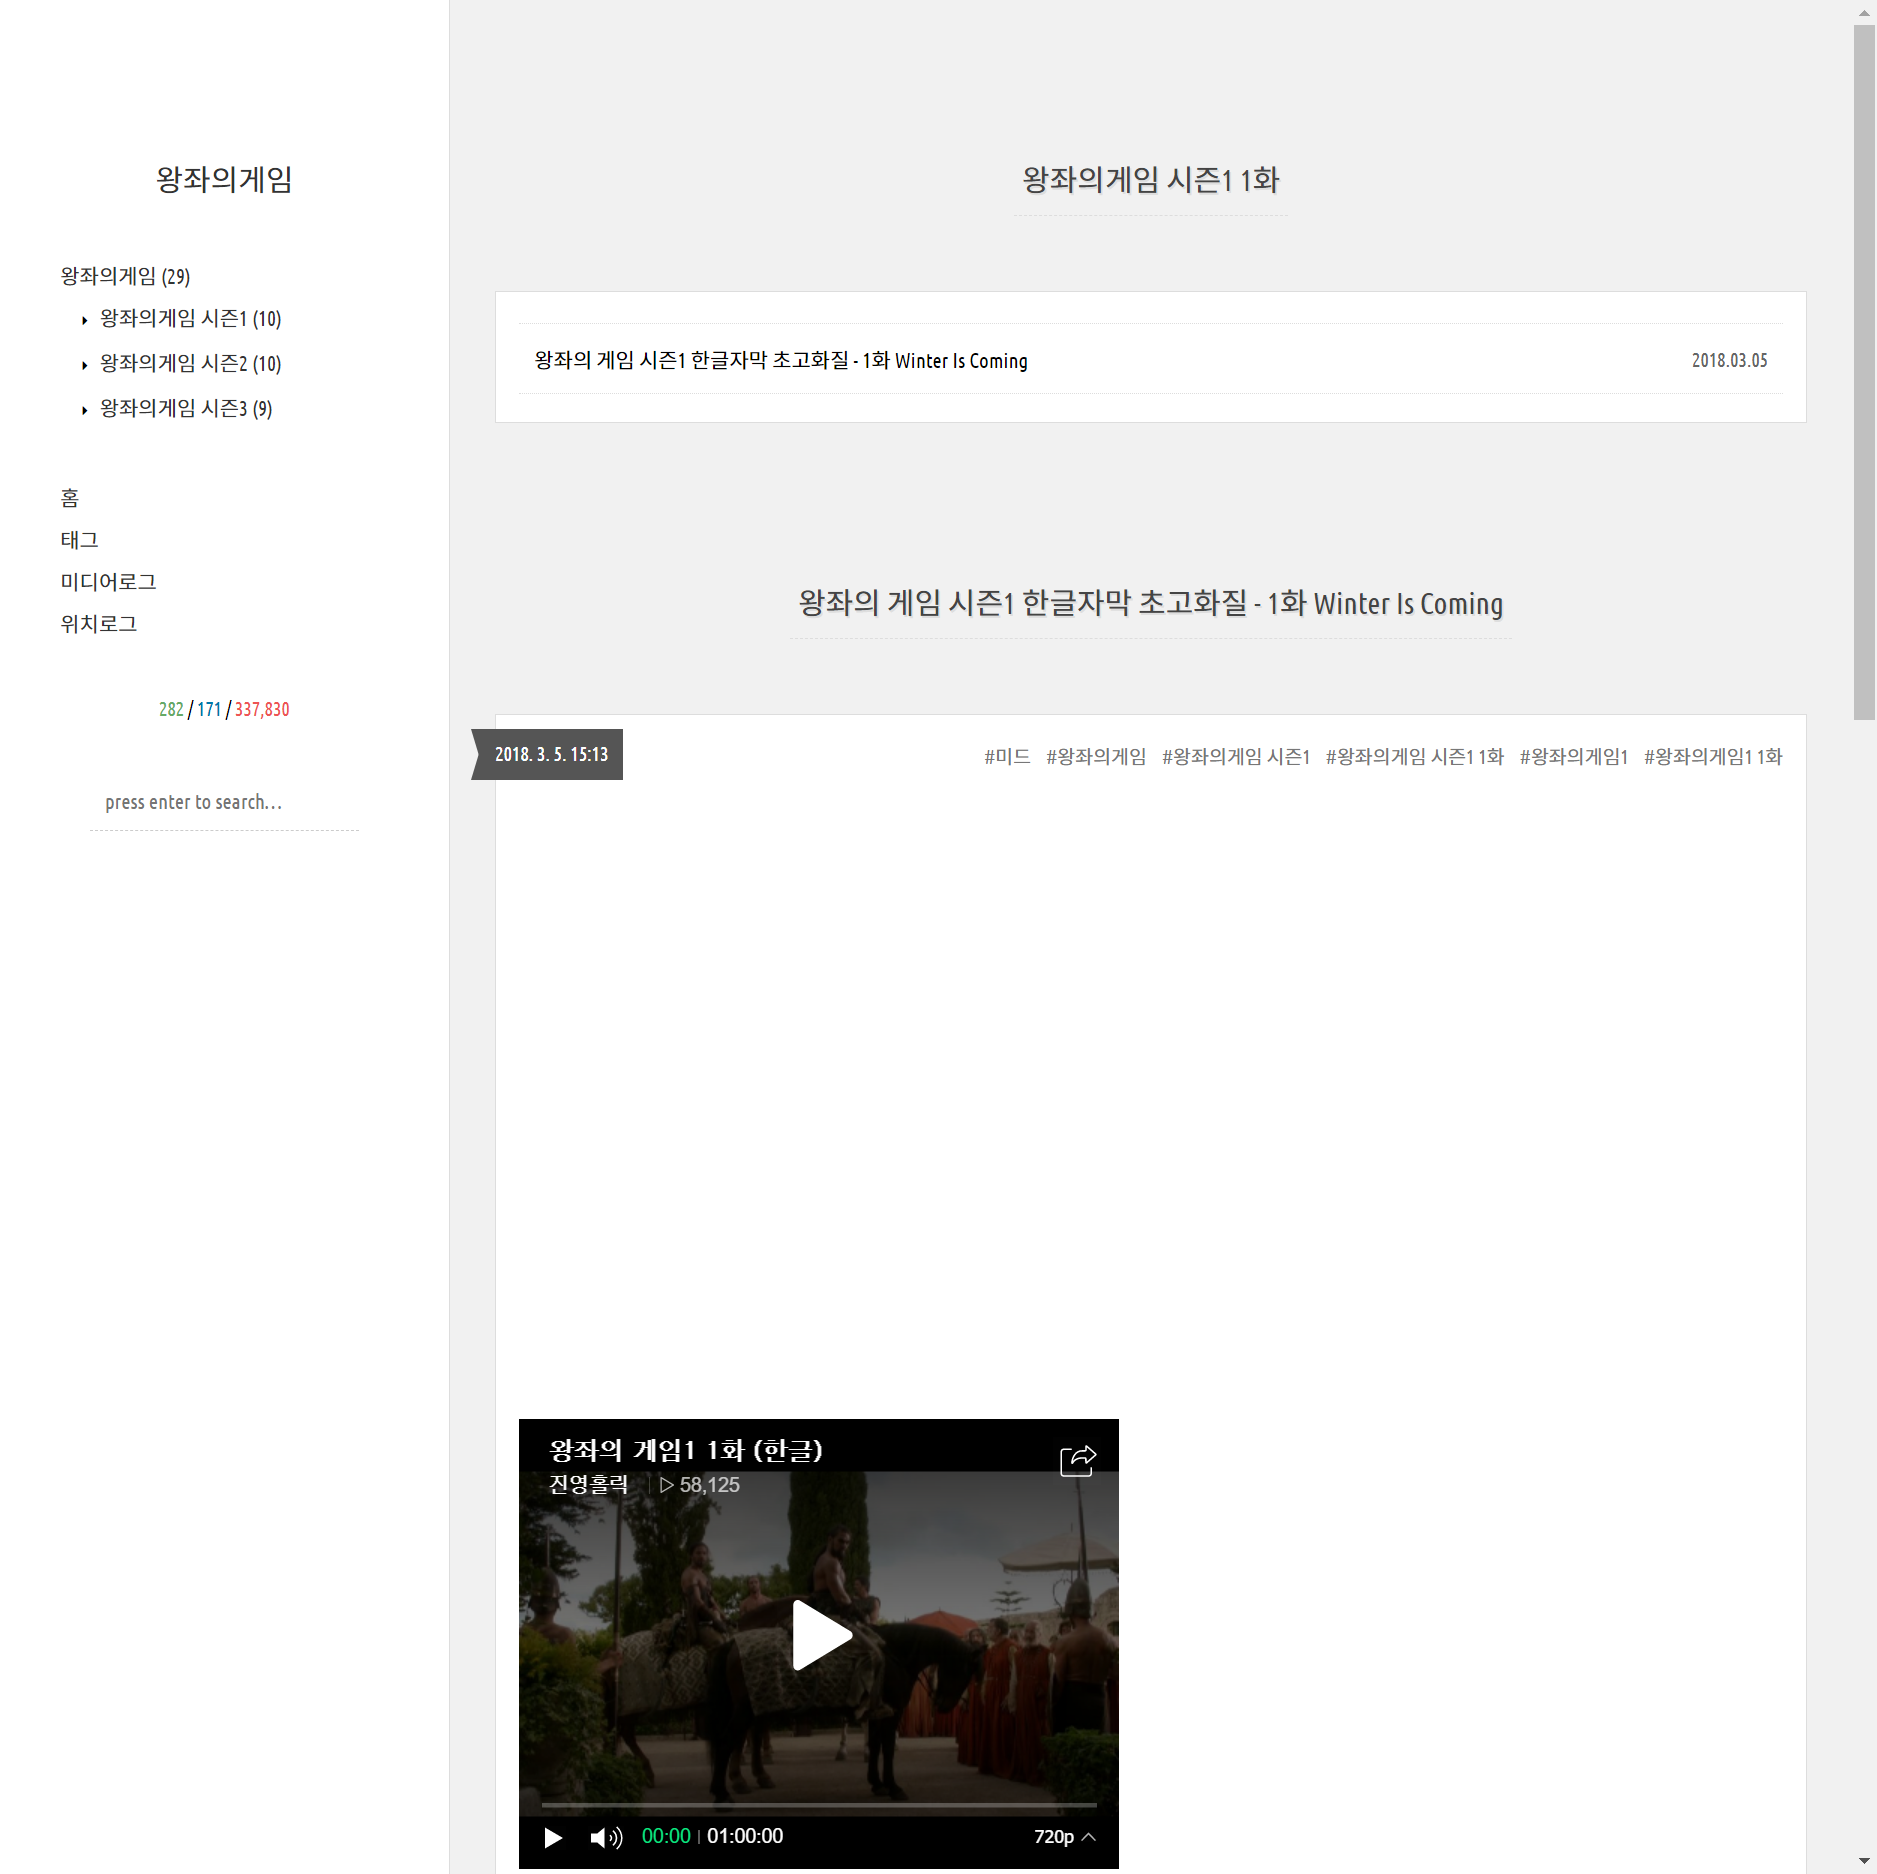 왕좌의게임
왕좌의게임 (29)
왕좌의게임 시즌1 (10)
왕좌의게임 시즌2 (10)
왕좌의게임 시즌3 (9)
홈
태그
미디어로그
위치로그
282 / 171 / 337,830
press enter to search...
왕좌의게임 시즌1 1화
왕좌의 게임 시즌1 한글자막 초고화질 - 1화 Winter Is Coming 2018.03.05
왕좌의 게임 시즌1 한글자막 초고화질 - 1화 Winter Is Coming
2018. 3. 5. 15:13 #미드 #왕좌의게임 #왕좌의게임 시즌1 #왕좌의게임 시즌1 1화 #왕좌의게임1 #왕좌의게임1 1화
왕좌의 게임1 1화 (한글)
진영홀릭 58,125
00:00 | 01:00:00 720p